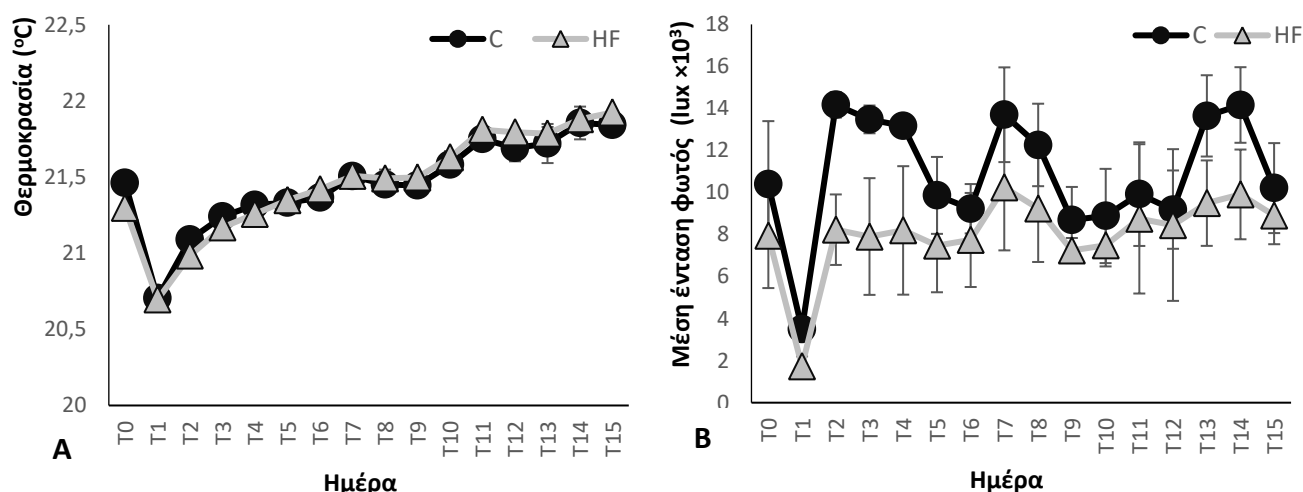 Θερμοκρασία (°C)
22,5
22
21,5
21
20,5
20
C
HF
T0
T1
T2
T3
T4
T5
T6
T7
T8
T9
T10
T11
T12
T13
T14
T15
A
Ημέρα
Μέση ένταση φωτός (lux ×10³)
18
16
14
12
10
8
6
4
2
0
C
HF
T0
T1
T2
T3
T4
T5
T6
T7
T8
T9
T10
T11
T12
T13
T14
T15
B
Ημέρα